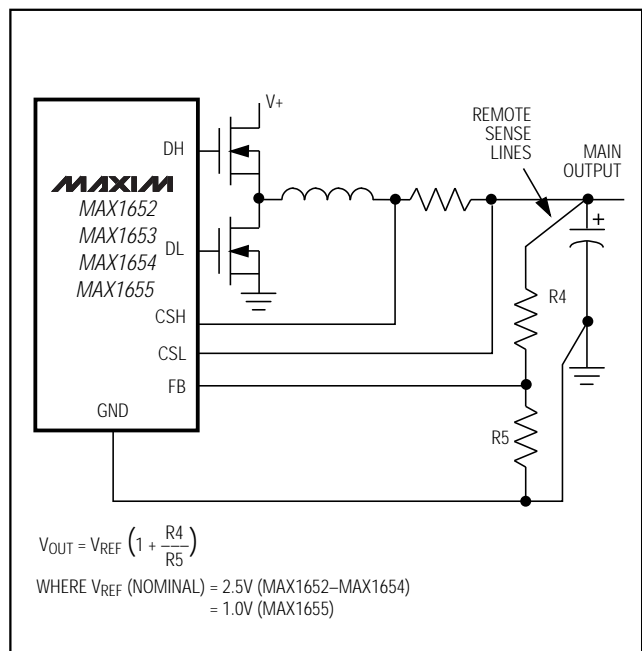 V+
REMOTE
SENSE
LINES
MAIN
OUTPUT
DH
MAXIM
MAX1652
MAX1653
MAX1654
MAX1655
DL
+
R4
CSH
CSL
FB
GND
R5
VOUT = VREF (1 + R4/R5)
WHERE VREF (NOMINAL) = 2.5V (MAX1652–MAX1654)
= 1.0V (MAX1655)